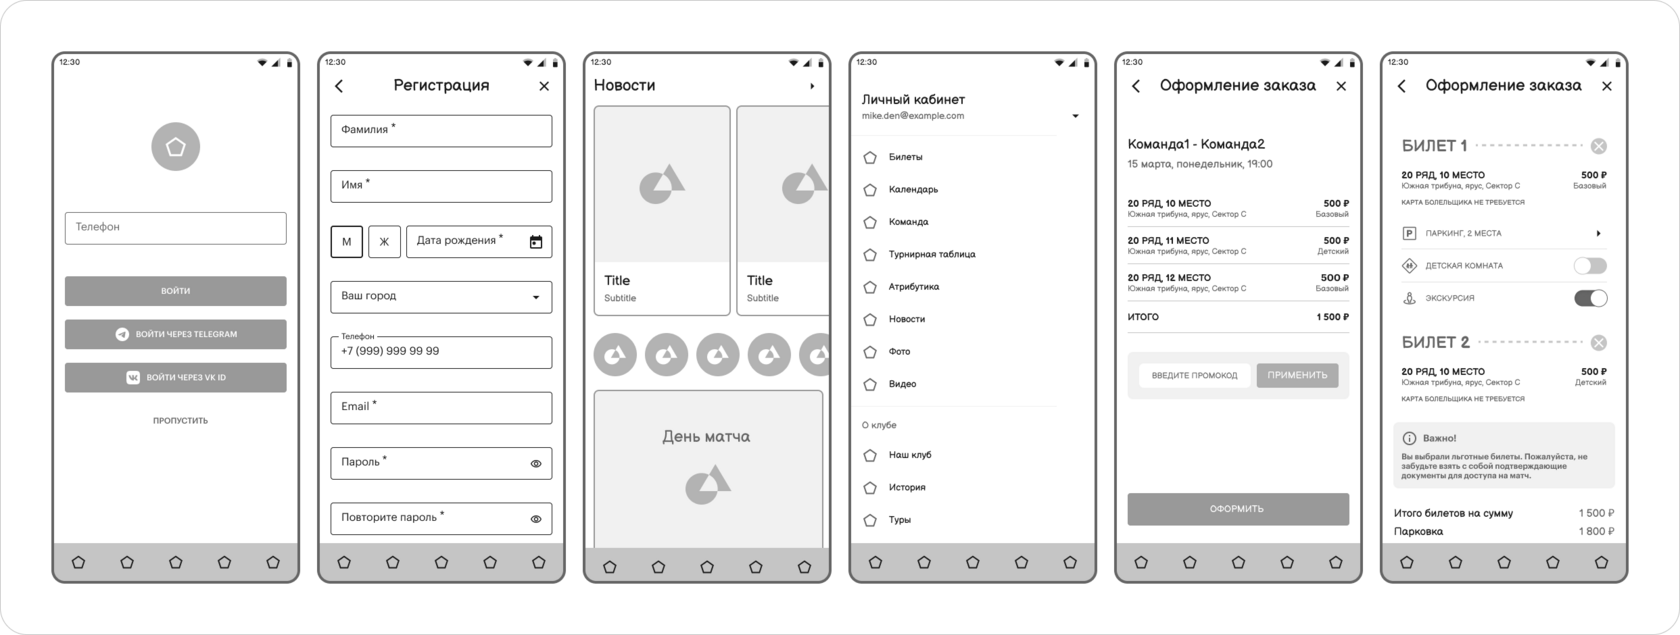 12:30
Телефон
ВОЙТИ
ВОЙТИ ЧЕРЕЗ TELEGRAM
ВОЙТИ ЧЕРЕЗ VK ID
ПРОПУСТИТЬ
12:30
Регистрация
Фамилия *
Имя *
М Ж Дата рождения *
Ваш город
Телефон
+7 (999) 999 99 99
Email *
Пароль *
Повторите пароль *
12:30
Новости
Title Title
Subtitle Subtitle
День матча
12:30
Личный кабинет
mike.den@example.com
Билеты
Календарь
Команда
Турнирная таблица
Атрибутика
Новости
Фото
Видео
О клубе
Наш клуб
История
Туры
12:30
Оформление заказа
Команда1 - Команда2
15 марта, понедельник, 19:00
20 РЯД, 10 МЕСТО 500 ₽
Южная трибуна, ярус, Сектор С Базовый
20 РЯД, 11 МЕСТО 500 ₽
Южная трибуна, ярус, Сектор С Детский
20 РЯД, 12 МЕСТО 500 ₽
Южная трибуна, ярус, Сектор С Базовый
ИТОГО 1 500 ₽
ВВЕДИТЕ ПРОМОКОД ПРИМЕНИТЬ
ОФОРМИТЬ
12:30
Оформление заказа
БИЛЕТ 1
20 РЯД, 10 МЕСТО 500 ₽
Южная трибуна, ярус, Сектор С Базовый
КАРТА БОЛЕЛЬЩИКА НЕ ТРЕБУЕТСЯ
P ПАРКИНГ, 2 МЕСТА
ДЕТСКАЯ КОМНАТА
ЭКСКУРСИЯ
БИЛЕТ 2
20 РЯД, 10 МЕСТО 500 ₽
Южная трибуна, ярус, Сектор С Детский
КАРТА БОЛЕЛЬЩИКА НЕ ТРЕБУЕТСЯ
Важно!
Вы выбрали льготные билеты. Пожалуйста, не
забудьте взять с собой подтверждающие
документы для доступа на матч.
Итого билетов на сумму 1 500 ₽
Парковка 1 800 ₽